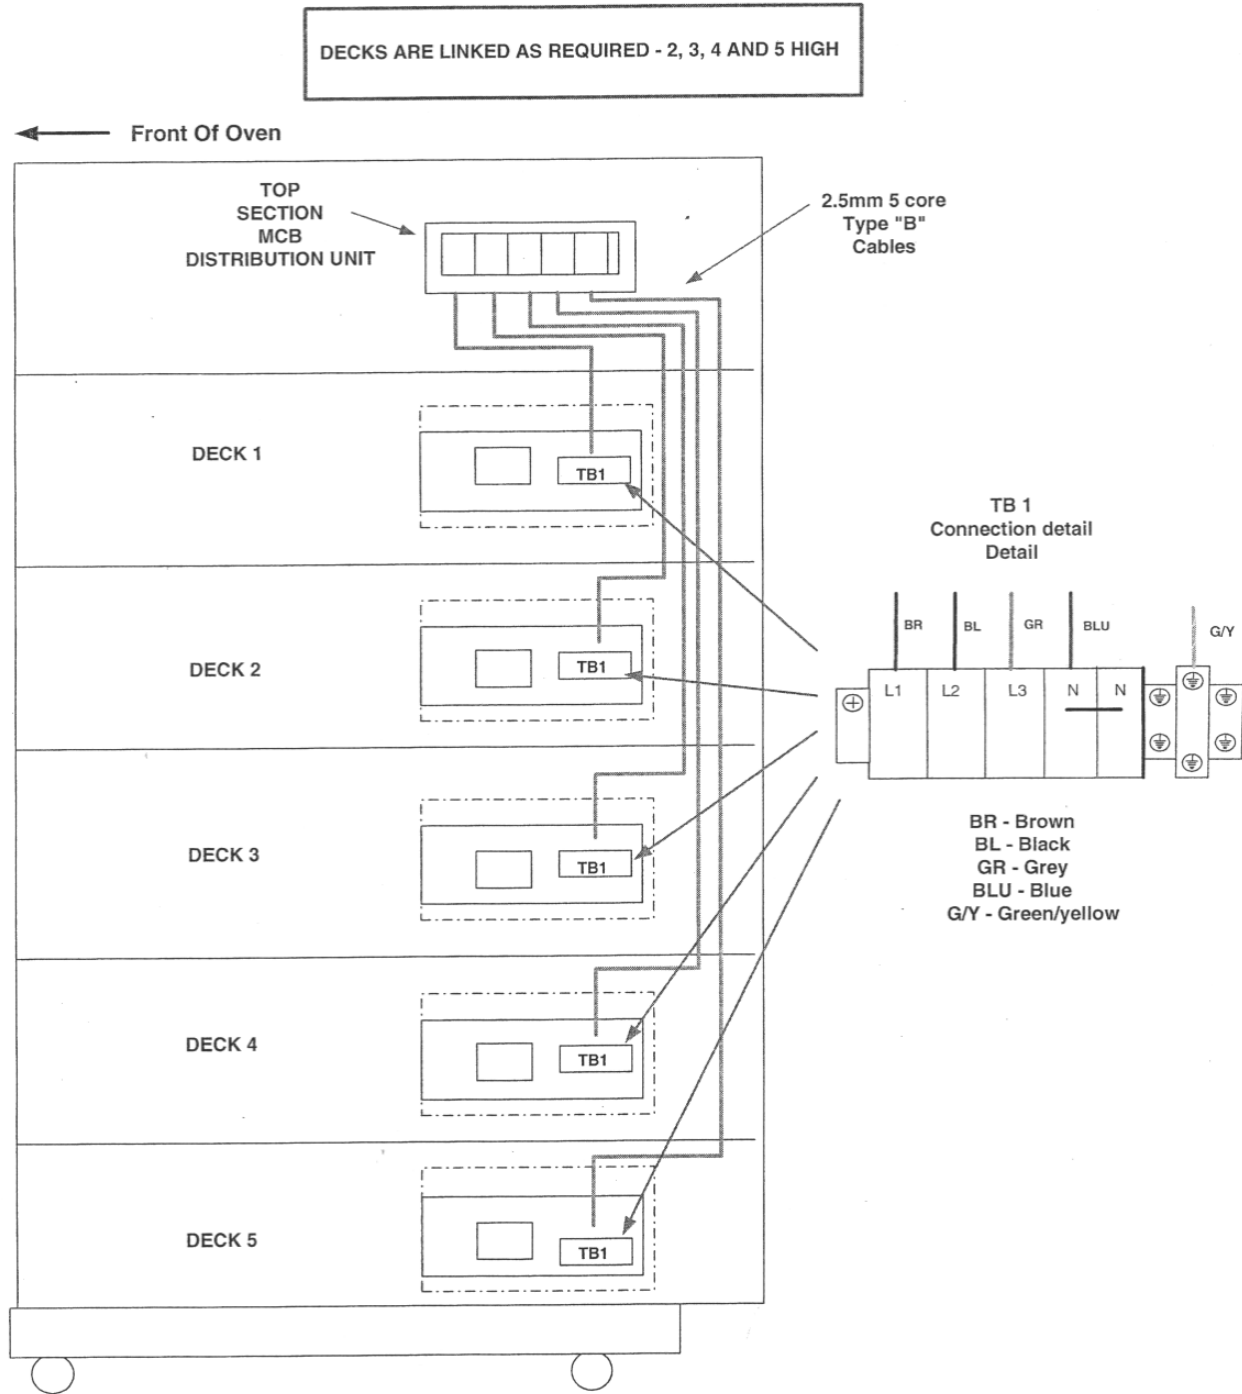 DECKS ARE LINKED AS REQUIRED - 2, 3, 4 AND 5 HIGH
Front Of Oven
TOP
SECTION
MCB
DISTRIBUTION UNIT
2.5mm 5 core
Type "B"
Cables
DECK 1
TB1
DECK 2
TB1
DECK 3
TB1
DECK 4
TB1
DECK 5
TB1
TB 1
Connection detail
Detail
BR BL GR BLU G/Y
L1 L2 L3 N N
BR - Brown
BL - Black
GR - Grey
BLU - Blue
G/Y - Green/yellow